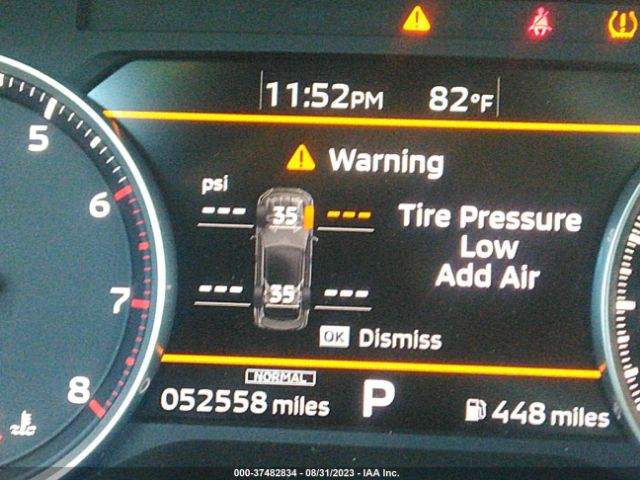 11:52PM 82°F
Warning
psi
--- 35 ---
Tire Pressure
Low
Add Air
--- 35 ---
OK Dismiss
NORMAL
052558 miles P 448 miles
5
6
7
8
000-37482834 - 08/31/2023 - IAA Inc.